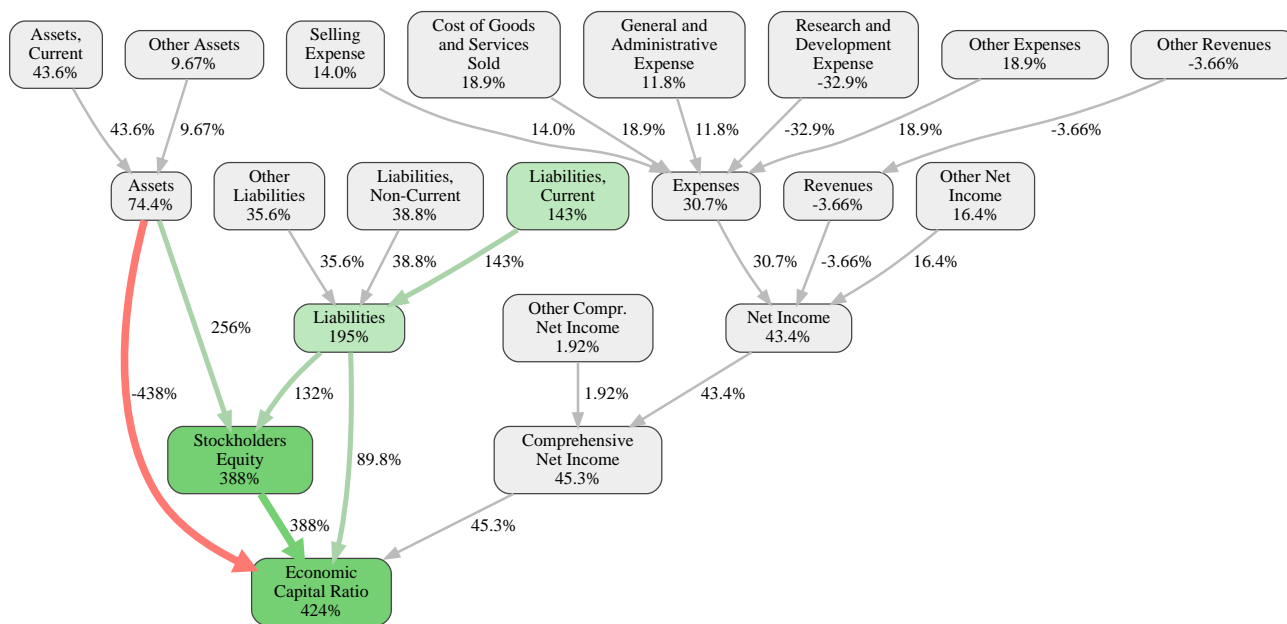 Assets,
Current
43.6%
Other Assets
9.67%
Selling
Expense
14.0%
Cost of Goods
and Services
Sold
18.9%
General and
Administrative
Expense
11.8%
Research and
Development
Expense
-32.9%
Other Expenses
18.9%
Other Revenues
-3.66%
43.6%
9.67%
14.0%
18.9%
11.8%
-32.9%
18.9%
-3.66%
Assets
74.4%
Other
Liabilities
35.6%
Liabilities,
Non-Current
38.8%
Liabilities,
Current
143%
Expenses
30.7%
Revenues
-3.66%
Other Net
Income
16.4%
35.6%
38.8%
143%
30.7%
-3.66%
16.4%
256%
Liabilities
195%
Other Compr.
Net Income
1.92%
Net Income
43.4%
-438%
132%
1.92%
43.4%
Stockholders
Equity
388%
89.8%
Comprehensive
Net Income
45.3%
388%
45.3%
Economic
Capital Ratio
424%